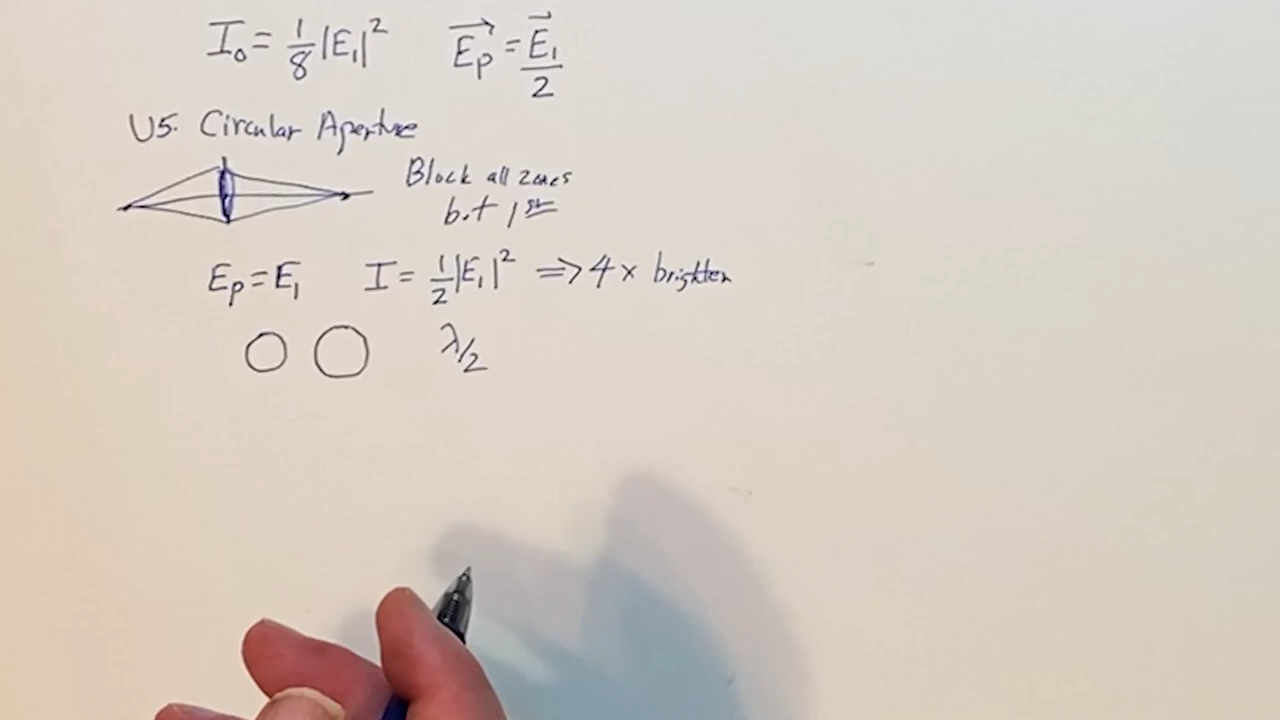 I₀ = 1/8 |E₁|² E⃗p = E⃗₁/2
U5. Circular Aperture
Block all zones
but 1st
Ep = E₁ I = 1/2 |E₁|² ⇒ 4× brighter
λ/2